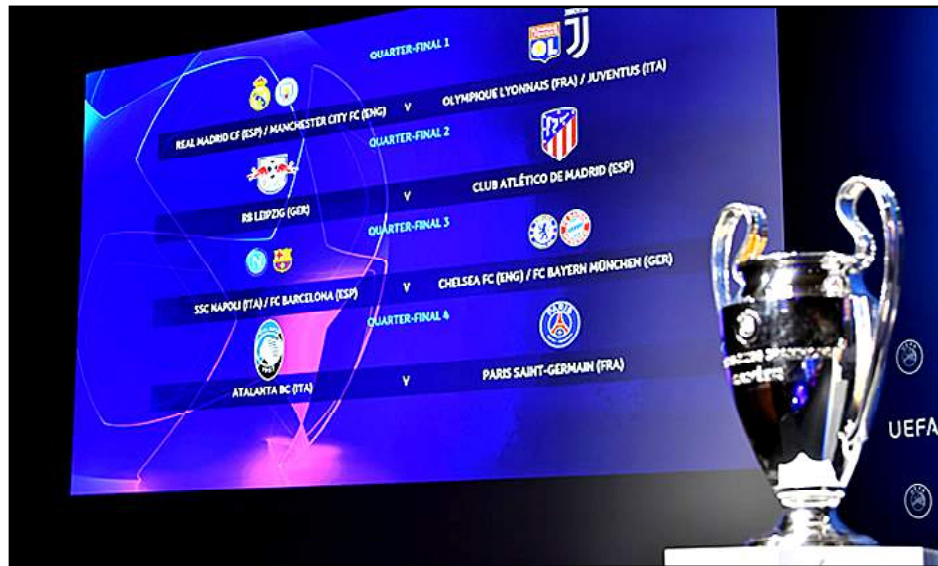 QUARTER-FINAL 1
REAL MADRID CF (ESP) / MANCHESTER CITY FC (ENG) V OLYMPIQUE LYONNAIS (FRA) / JUVENTUS (ITA)
QUARTER-FINAL 2
RB LEIPZIG (GER) V CLUB ATLÉTICO DE MADRID (ESP)
QUARTER-FINAL 3
SSC NAPOLI (ITA) / FC BARCELONA (ESP) V CHELSEA FC (ENG) / FC BAYERN MÜNCHEN (GER)
QUARTER-FINAL 4
PARIS
ATALANTA BC (ITA) V PARIS SAINT-GERMAIN (FRA)
UEFA